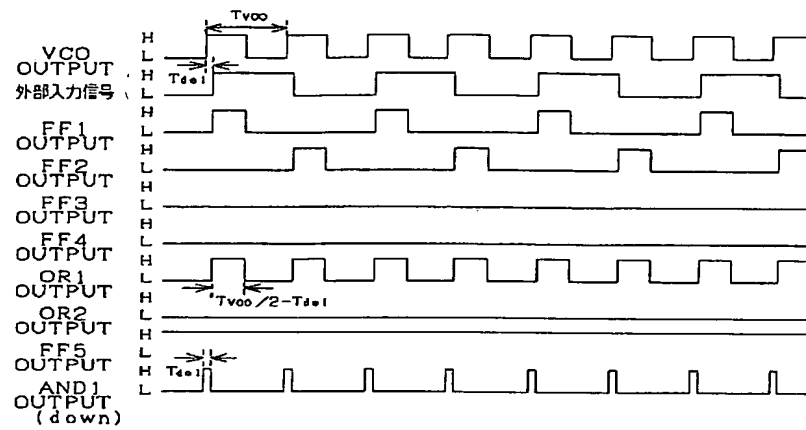 Tvco
H
VCO L
OUTPUT
Tdel H
外部入力信号 L
H
FF1 L
OUTPUT H
FF2 L
OUTPUT H
FF3 L
OUTPUT H
FF4 L
OUTPUT H
OR1 L
OUTPUT H
Tvco/2-Tdel
OR2 L
OUTPUT H
FF5 L
OUTPUT
Tdel H
AND1 L
OUTPUT
(down)